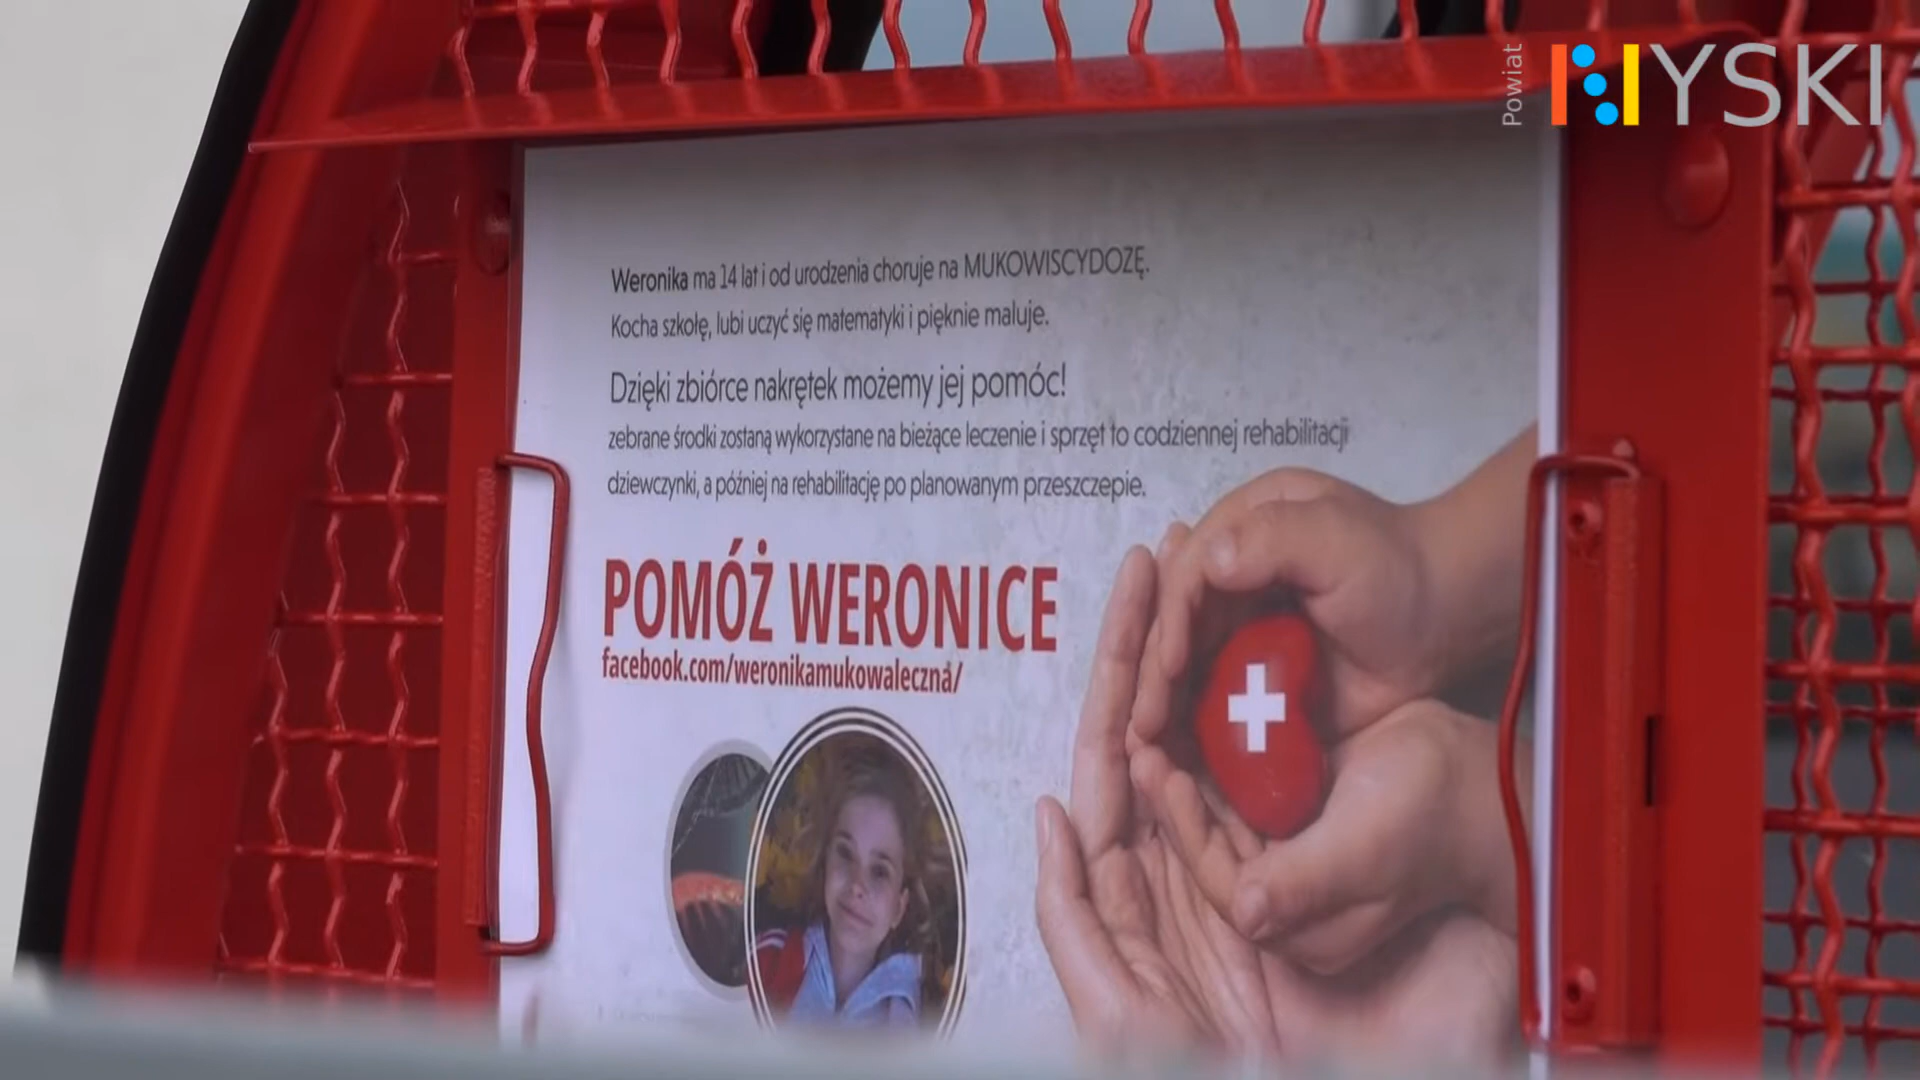 Powiat NYSKI
Weronika ma 14 lat i od urodzenia choruje na MUKOWISCYDOZĘ.
Kocha szkołę, lubi uczyć się matematyki i pięknie maluje.
Dzięki zbiórce nakrętek możemy jej pomóc!
zebrane środki zostaną wykorzystane na bieżące leczenie i sprzęt to codziennej rehabilitacji
dziewczynki, a później na rehabilitację po planowanym przeszczepie.
POMÓŻ WERONICE
facebook.com/weronikamukowaleczna/